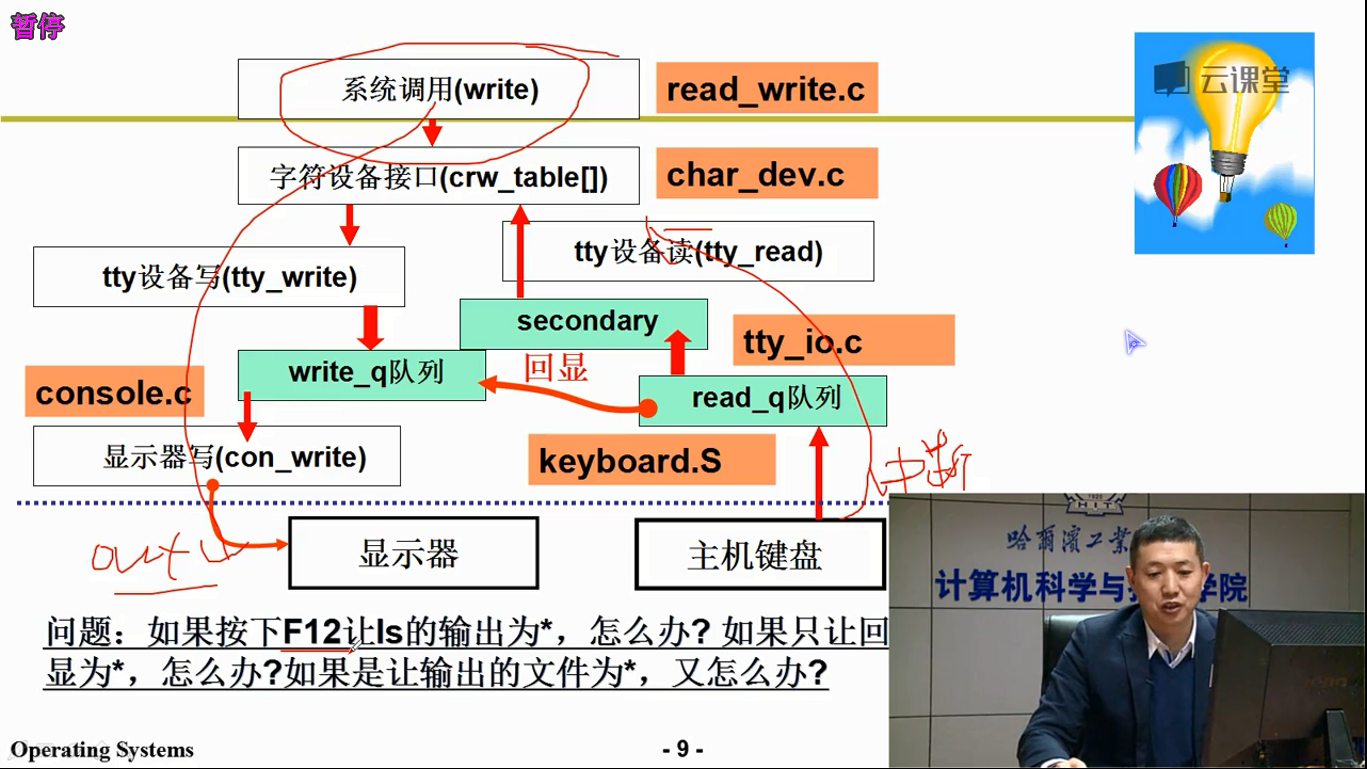 暂停
系统调用(write)
read_write.c
云课堂
字符设备接口(crw_table[])
char_dev.c
tty设备读(tty_read)
tty设备写(tty_write)
secondary
tty_io.c
回显
write_q队列
console.c
read_q队列
显示器写(con_write)
keyboard.S
中断
out
显示器
主机键盘
HIT
哈爾濱工業
计算机科学与
学院
问题：如果按下F12让ls的输出为*，怎么办? 如果只让回
显为*，怎么办?如果是让输出的文件为*，又怎么办?
Operating Systems
- 9 -